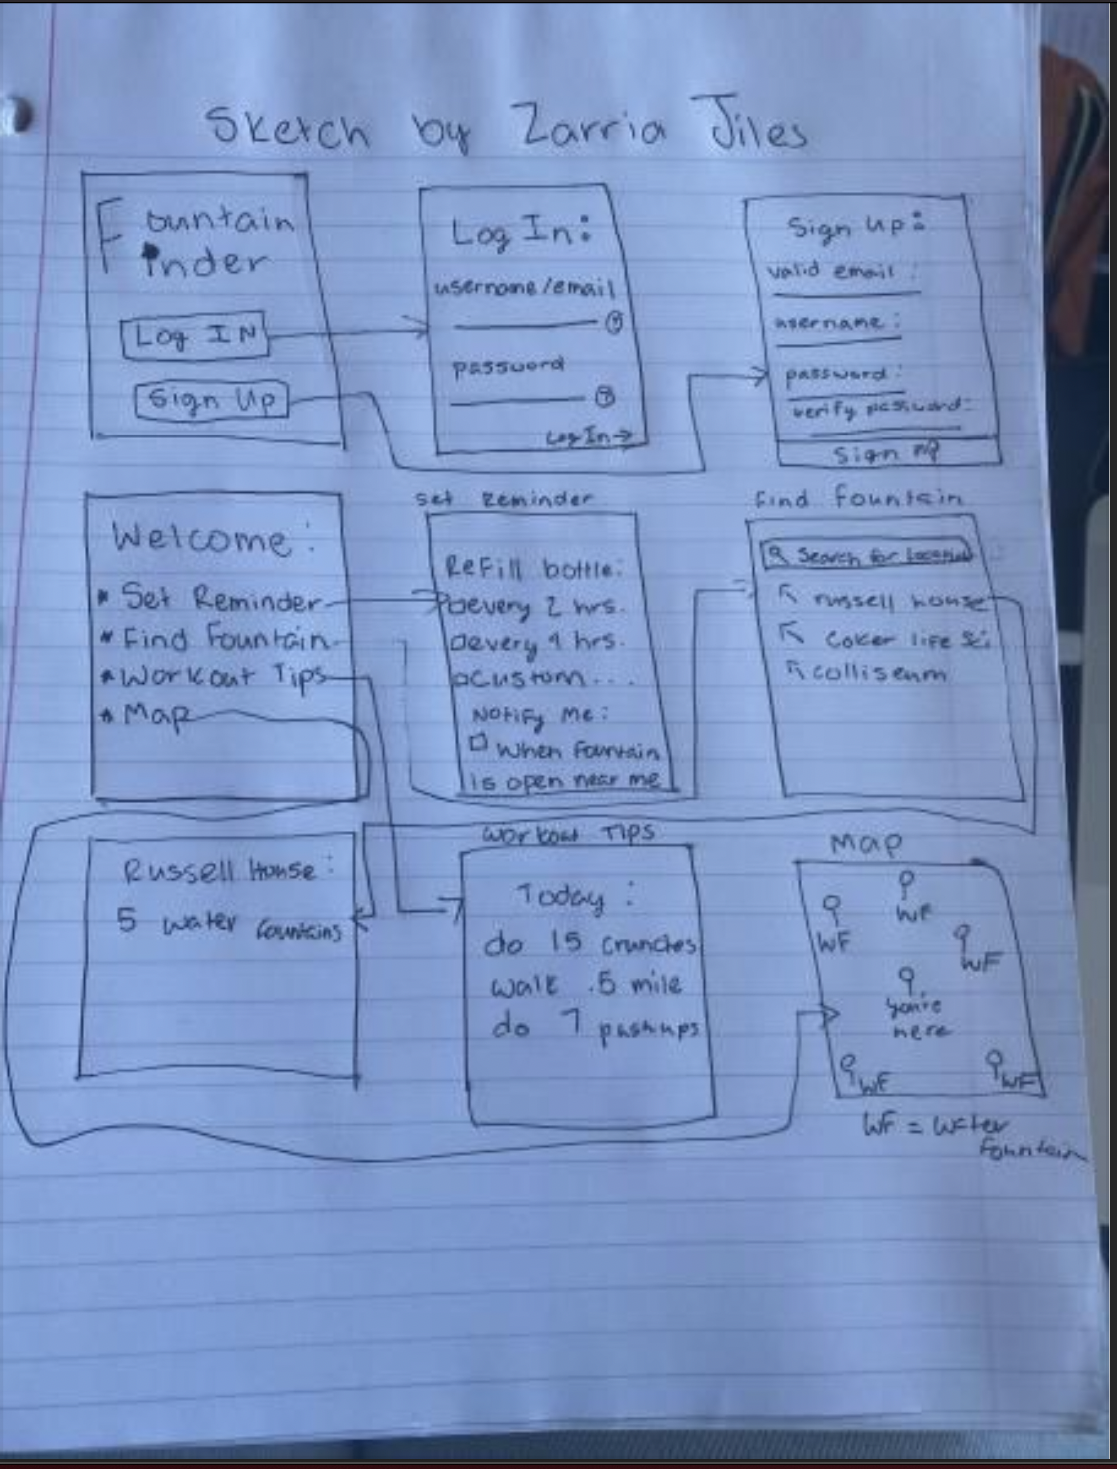 Sketch by Zarria Jiles
Fountain
Finder
Log IN
Sign Up
Log In:
username/email
password
Log In→
Sign up:
valid email:
username:
password:
verify password:
Sign up
Welcome:
* Set Reminder
* Find Fountain
* Workout Tips
* Map
Set Reminder
Refill bottle:
every 2 hrs.
every 4 hrs.
custom...
Notify Me:
When fountain
is open near me
Find fountain
Search for location
russell house
coker life Sci
colliseum
Russell House:
5 water fountains
Workout Tips
Today:
do 15 crunches
walk .5 mile
do 7 pushups
Map
WF
WF
WF
you're
here
WF
WF
WF = Water
fountain